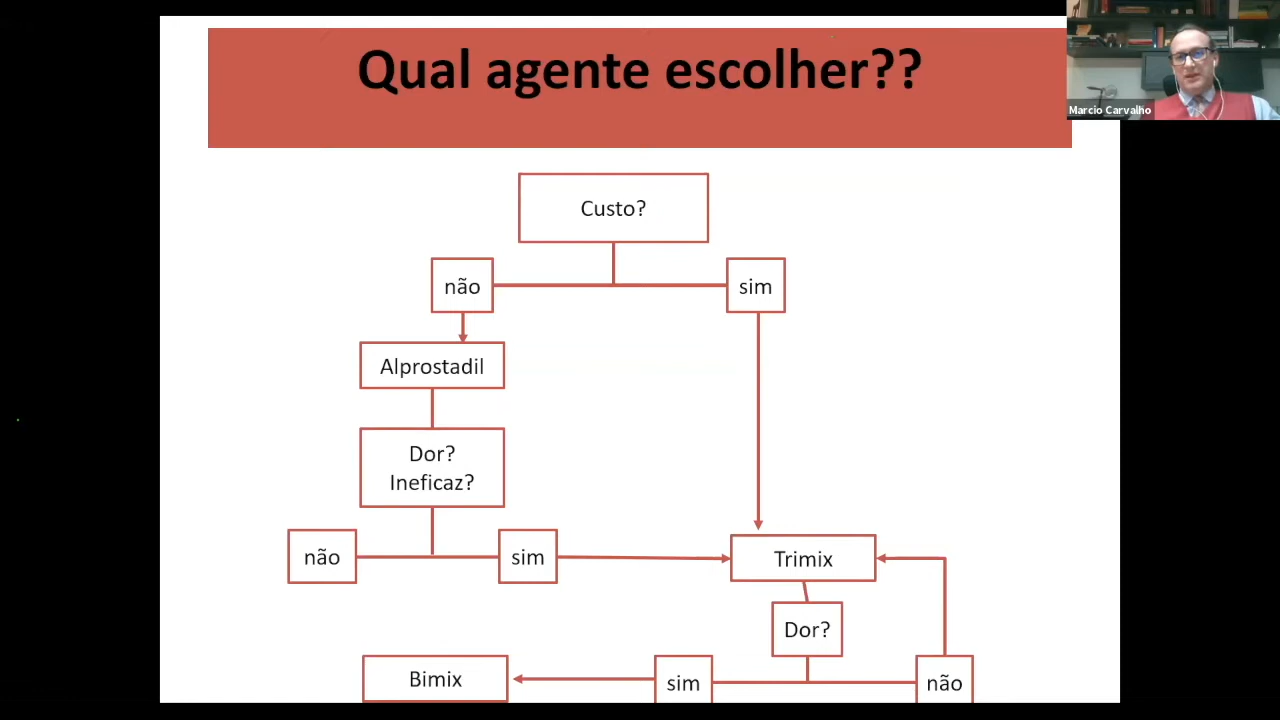 Qual agente escolher??
Marcio Carvalho
Custo?
não
sim
Alprostadil
Dor?
Ineficaz?
não
sim
Trimix
Dor?
Bimix
sim
não